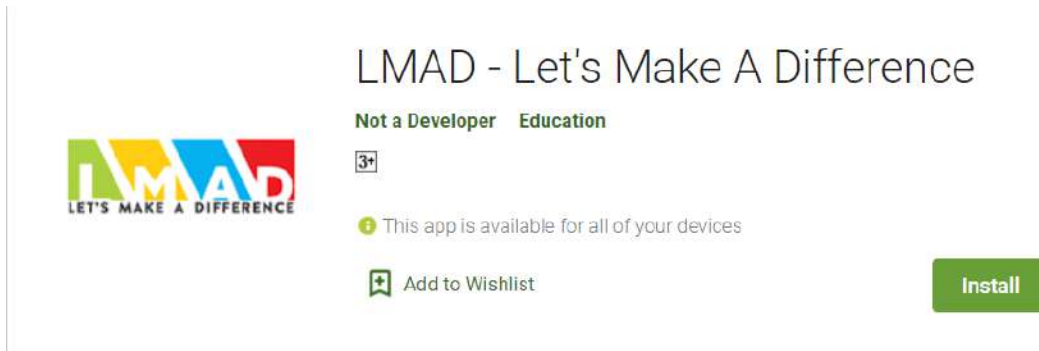 LMAD - Let's Make A Difference
Not a Developer Education
3+
LMAD
LET'S MAKE A DIFFERENCE
This app is available for all of your devices
Add to Wishlist
Install